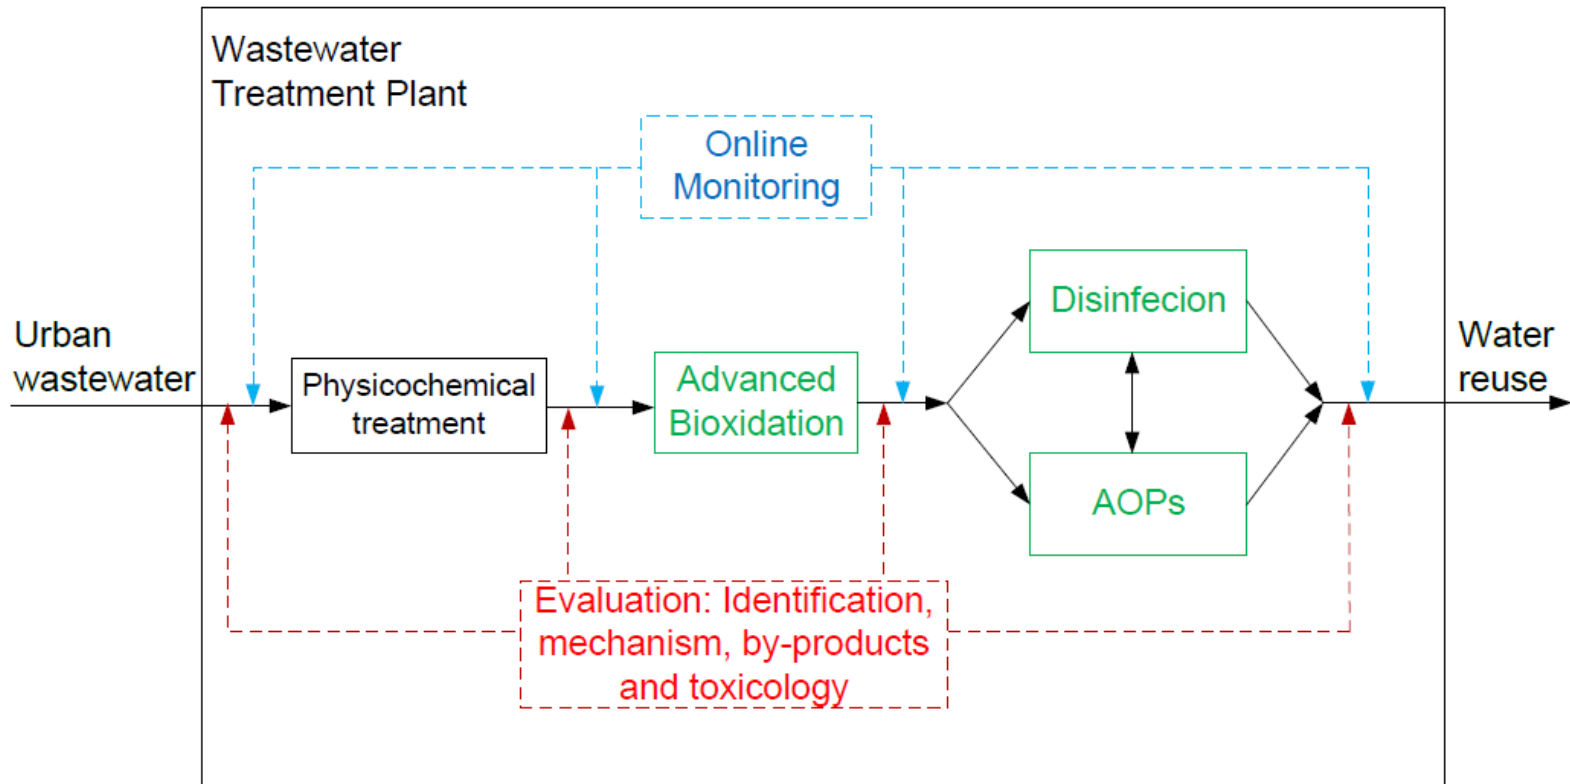 Wastewater
Treatment Plant
Online
Monitoring
Urban
wastewater
Physicochemical
treatment
Advanced
Bioxidation
Disinfecion
AOPs
Water
reuse
Evaluation: Identification,
mechanism, by-products
and toxicology